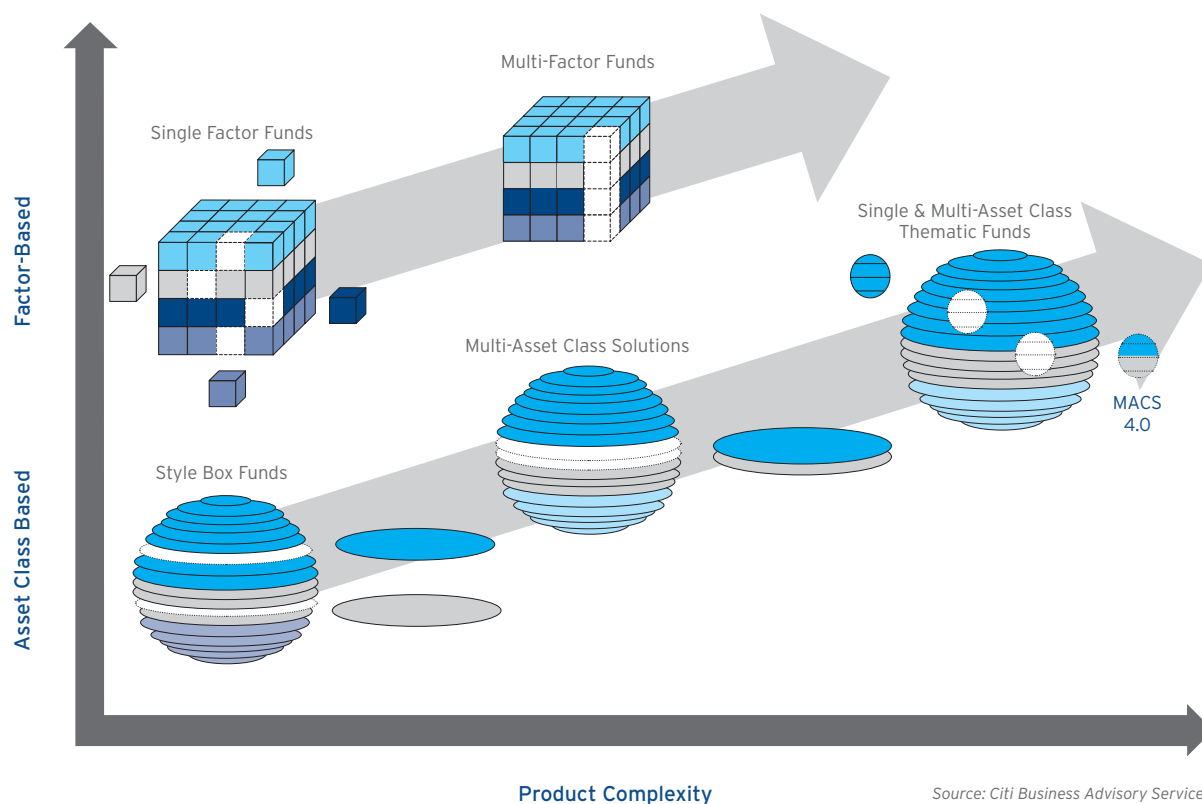 Multi-Factor Funds
Single Factor Funds
Single & Multi-Asset Class
Thematic Funds
Factor-Based
Multi-Asset Class Solutions
MACS
4.0
Style Box Funds
Asset Class Based
Product Complexity
Source: Citi Business Advisory Service